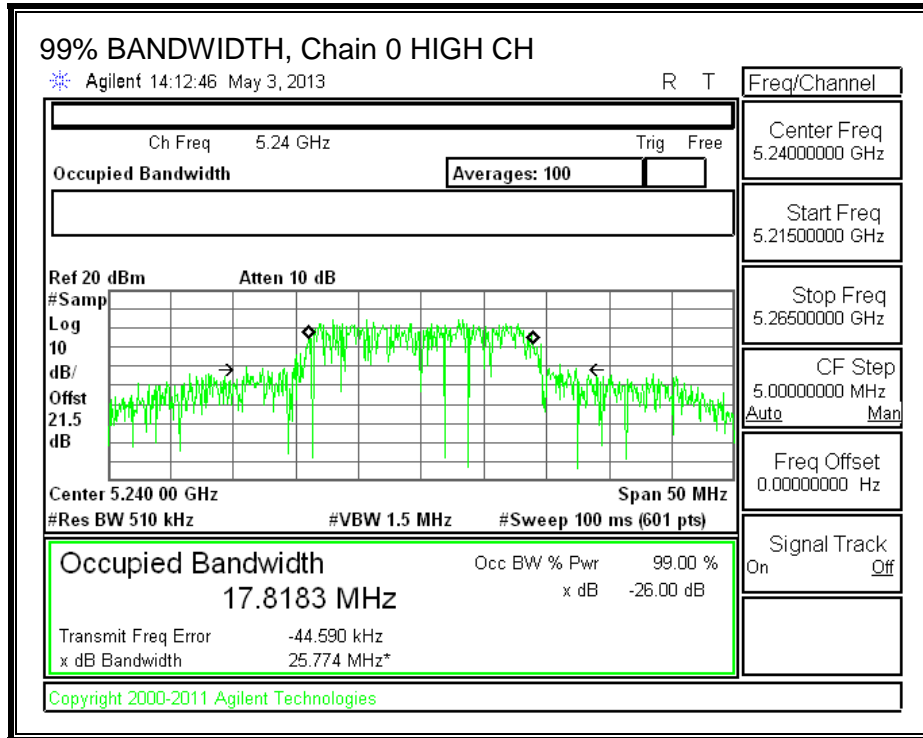 99% BANDWIDTH, Chain 0 HIGH CH
Agilent 14:12:46 May 3, 2013 R T
Ch Freq 5.24 GHz Trig Free
Occupied Bandwidth Averages: 100
Ref 20 dBm Atten 10 dB
#Samp
Log
10
dB/
Offst
21.5
dB
Center 5.240 00 GHz Span 50 MHz
#Res BW 510 kHz #VBW 1.5 MHz #Sweep 100 ms (601 pts)
Occupied Bandwidth Occ BW % Pwr 99.00 %
17.8183 MHz x dB -26.00 dB
Transmit Freq Error -44.590 kHz
x dB Bandwidth 25.774 MHz*
Copyright 2000-2011 Agilent Technologies
Freq/Channel
Center Freq
5.24000000 GHz
Start Freq
5.21500000 GHz
Stop Freq
5.26500000 GHz
CF Step
5.00000000 MHz
Auto Man
Freq Offset
0.00000000 Hz
Signal Track
On Off